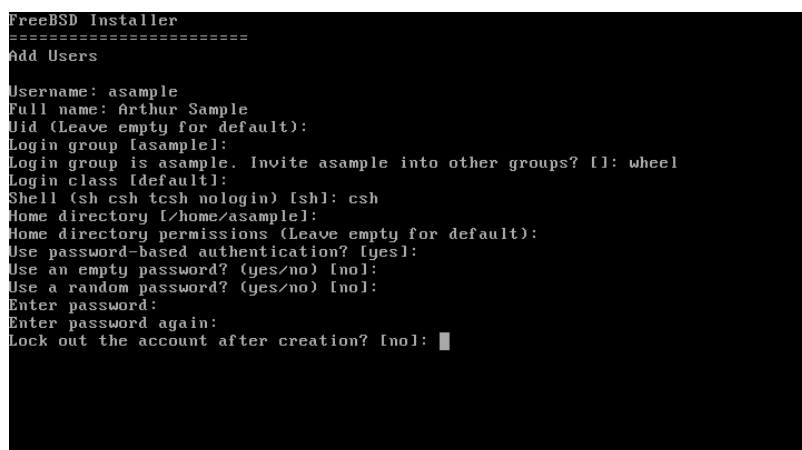 FreeBSD Installer
========================
Add Users
Username: asample
Full name: Arthur Sample
Uid (Leave empty for default):
Login group [asample]:
Login group is asample. Invite asample into other groups? []: wheel
Login class [default]:
Shell (sh csh tcsh nologin) [sh]: csh
Home directory [/home/asample]:
Home directory permissions (Leave empty for default):
Use password-based authentication? [yes]:
Use an empty password? (yes/no) [no]:
Use a random password? (yes/no) [no]:
Enter password:
Enter password again:
Lock out the account after creation? [no]: